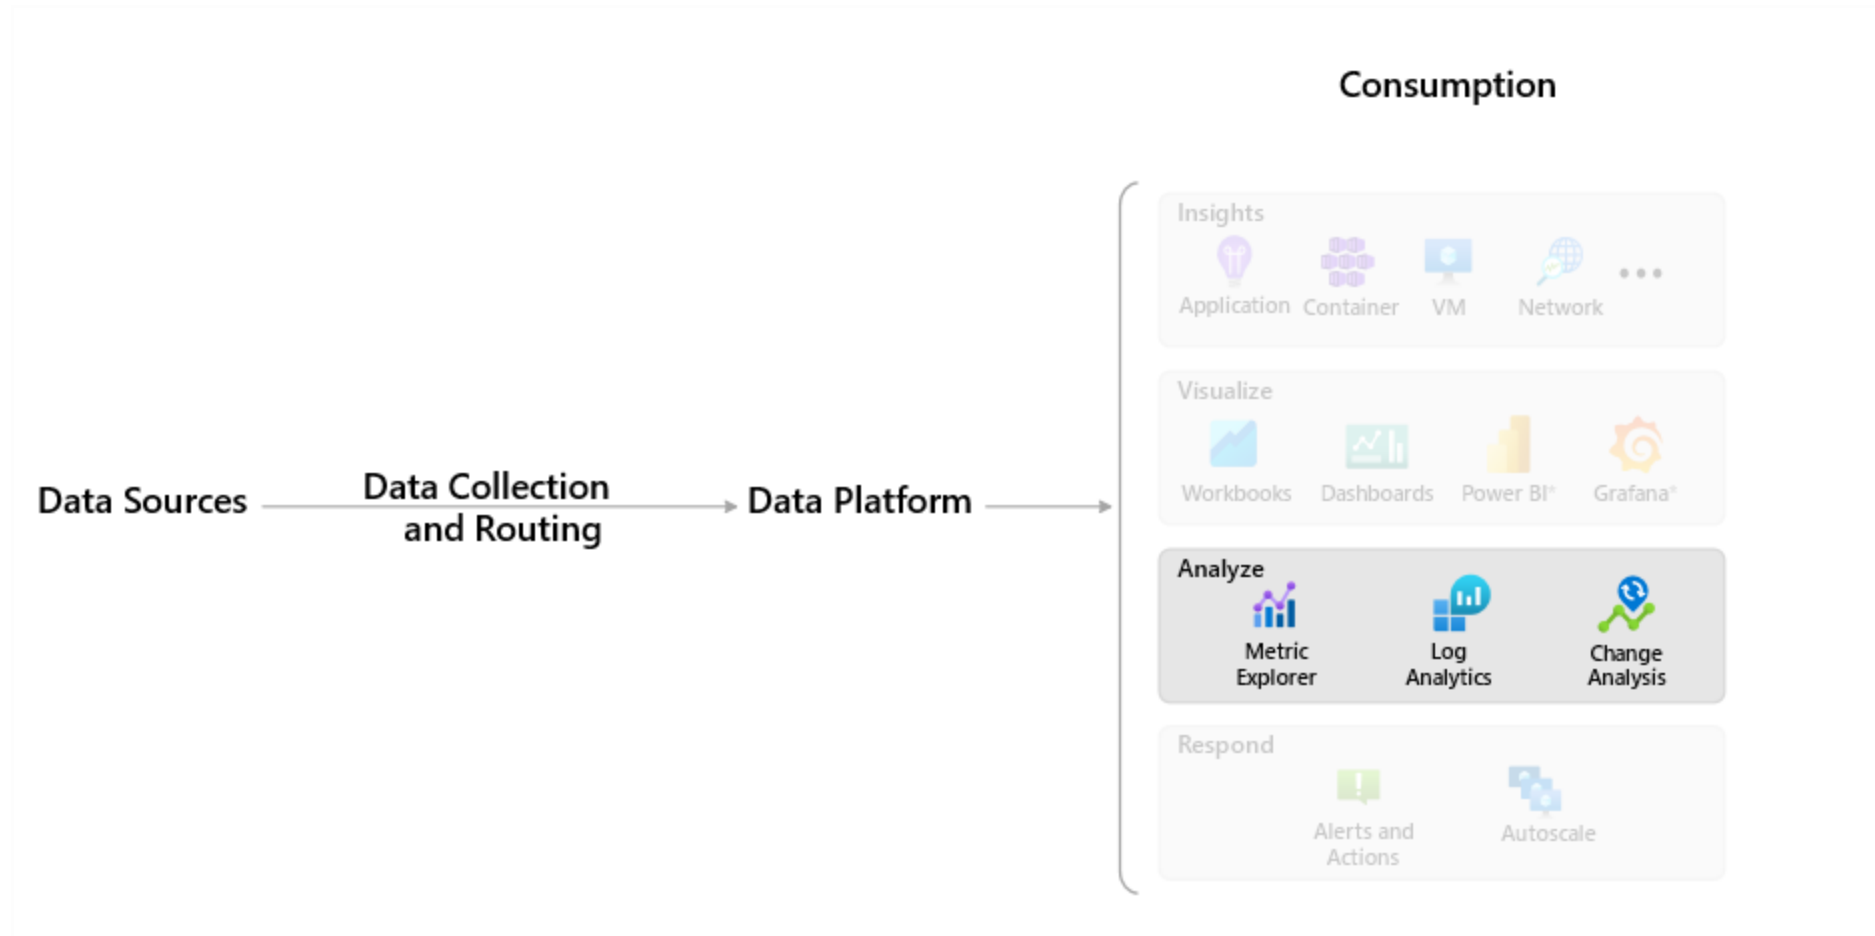 Consumption
Insights
Application
Container
VM
Network
Visualize
Workbooks
Dashboards
Power BI*
Grafana*
Data Sources
Data Collection
and Routing
Data Platform
Analyze
Metric
Explorer
Log
Analytics
Change
Analysis
Respond
Alerts and
Actions
Autoscale